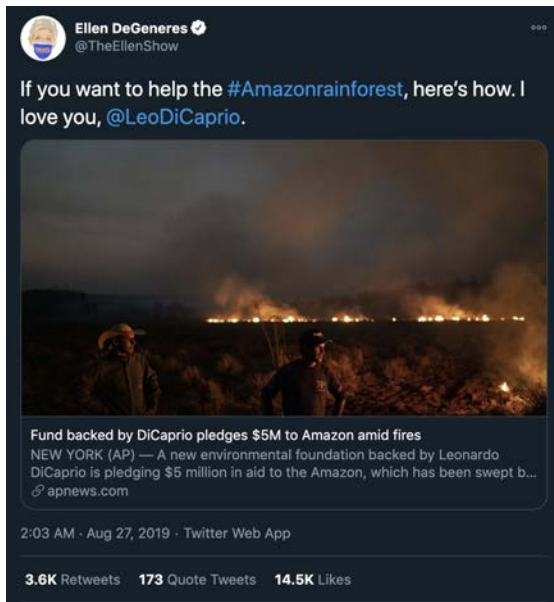 Ellen DeGeneres
@TheEllenShow
If you want to help the #Amazonrainforest, here's how. I
love you, @LeoDiCaprio.
Fund backed by DiCaprio pledges $5M to Amazon amid fires
NEW YORK (AP) — A new environmental foundation backed by Leonardo
DiCaprio is pledging $5 million in aid to the Amazon, which has been swept b...
apnews.com
2:03 AM · Aug 27, 2019 · Twitter Web App
3.6K Retweets 173 Quote Tweets 14.5K Likes